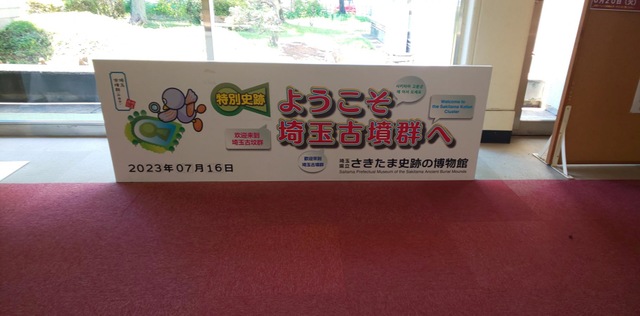 特別史跡
ようこそ
埼玉古墳群へ
Welcome to
the Saitama Kofun
Cluster
欢迎来到
埼玉古坟群
2023年07月16日
埼玉
県立
さきたま史跡の博物館
Saitama Prefectural Museum of the Sakitama Ancient Burial Mounds